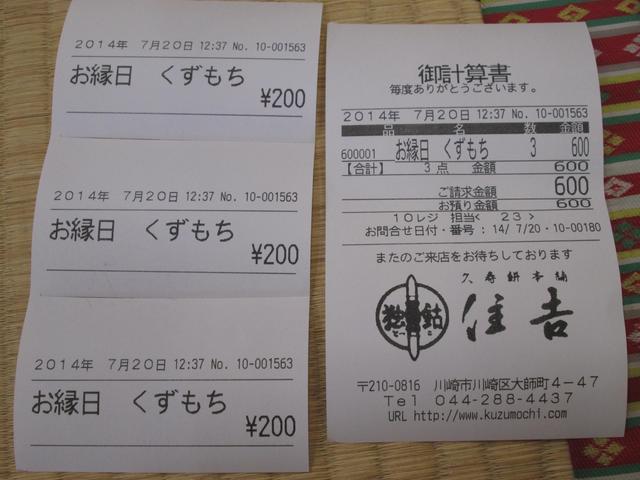 2014年 7月20日 12:37 No. 10-001563
お縁日 くずもち
¥200
2014年 7月20日 12:37 No. 10-001563
お縁日 くずもち
¥200
2014年 7月20日 12:37 No. 10-001563
お縁日 くずもち
¥200
御計算書
毎度ありがとうございます。
2014年 7月20日 12:37 No. 10-001563
品 名 数 金額
600001 お縁日 くずもち 3 600
【合計】 3 点 金額 600
ご請求金額 600
お預り金額 600
10レジ 担当< 23 >
お問合せ日付・番号 : 14/ 7/20・10-00180
またのご来店をお待ちしております
久寿餅本舗
独鈷 住吉
〒210-0816 川崎市川崎区大師町4-47
Tel 044-288-4437
URL http://www.kuzumochi.com/